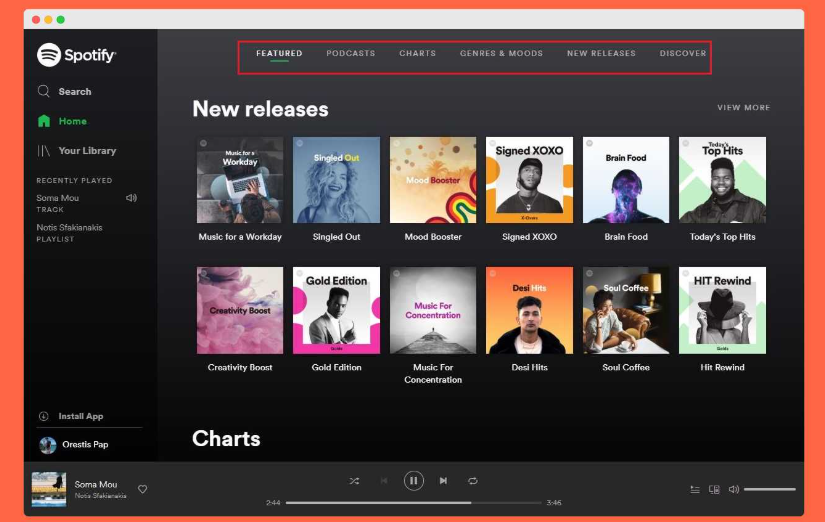 Spotify
Search
Home
Your Library
RECENTLY PLAYED
Soma Mou
TRACK
Notis Sfakianakis
PLAYLIST
Install App
Orestis Pap
FEATURED PODCASTS CHARTS GENRES & MOODS NEW RELEASES DISCOVER
New releases
VIEW MORE
Music for a
Workday
Singled Out
Mood Booster
Signed XOXO
X-Overs
Brain Food
Today's
Top Hits
Music for a Workday
Singled Out
Mood Booster
Signed XOXO
Brain Food
Today's Top Hits
Creativity Boost
Gold Edition
Music For
Concentration
Desi Hits
Soul Coffee
HIT Rewind
Creativity Boost
Gold Edition
Music For
Concentration
Desi Hits
Soul Coffee
Hit Rewind
Charts
Soma Mou
Notis Sfakianakis
2:44
3:46